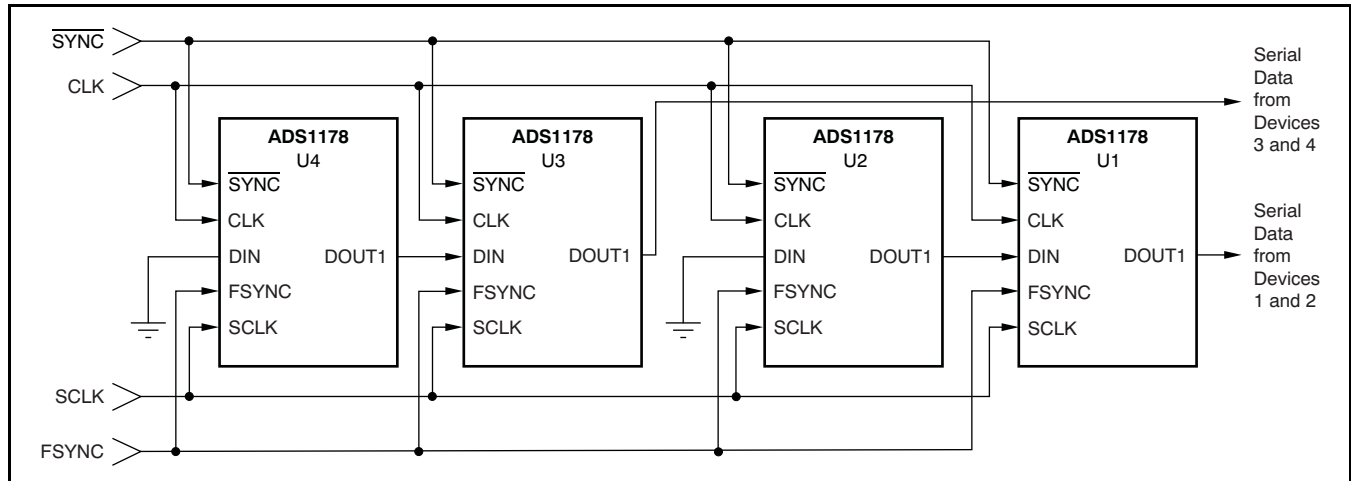 SYNC
CLK
ADS1178
U4
SYNC
CLK
DIN
DOUT1
FSYNC
SCLK
ADS1178
U3
SYNC
CLK
DIN
DOUT1
FSYNC
SCLK
ADS1178
U2
SYNC
CLK
DIN
DOUT1
FSYNC
SCLK
ADS1178
U1
SYNC
CLK
DIN
DOUT1
FSYNC
SCLK
Serial
Data
from
Devices
3 and 4
Serial
Data
from
Devices
1 and 2
SCLK
FSYNC